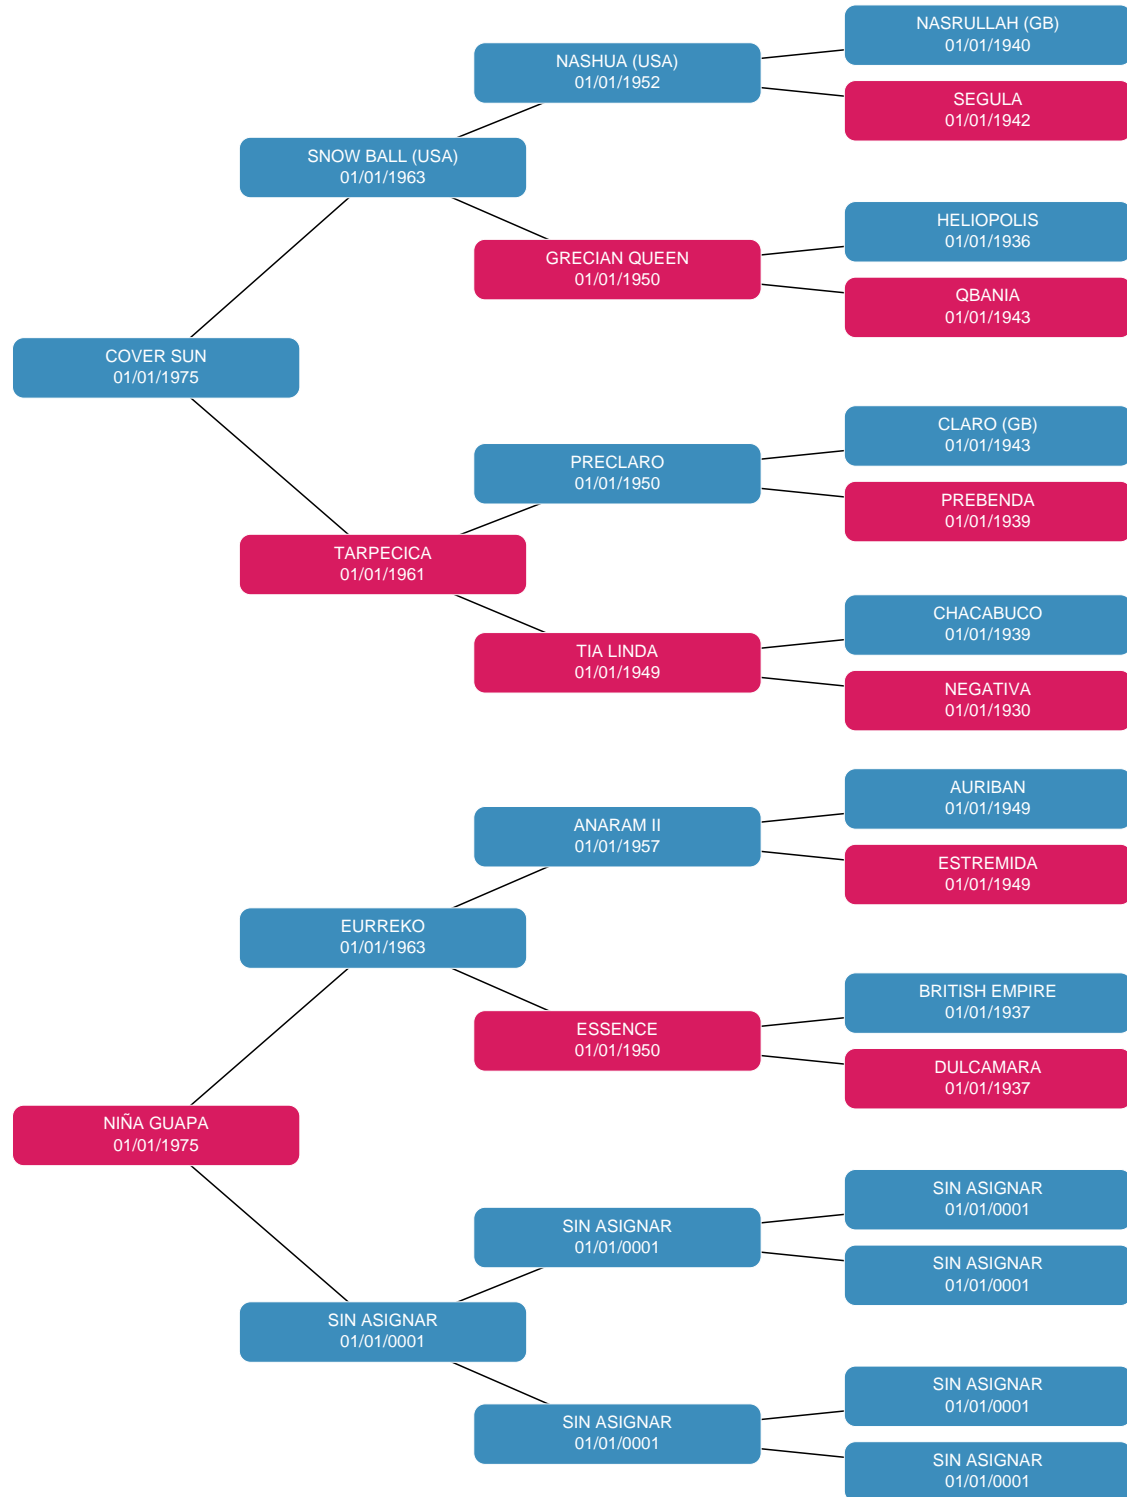 NASRULLAH (GB)
01/01/1940
NASHUA (USA)
01/01/1952
SEGULA
01/01/1942
SNOW BALL (USA)
01/01/1963
HELIOPOLIS
01/01/1936
GRECIAN QUEEN
01/01/1950
QBANIA
01/01/1943
COVER SUN
01/01/1975
CLARO (GB)
01/01/1943
PRECLARO
01/01/1950
PREBENDA
01/01/1939
TARPECICA
01/01/1961
CHACABUCO
01/01/1939
TIA LINDA
01/01/1949
NEGATIVA
01/01/1930
AURIBAN
01/01/1949
ANARAM II
01/01/1957
ESTREMIDA
01/01/1949
EURREKO
01/01/1963
BRITISH EMPIRE
01/01/1937
ESSENCE
01/01/1950
DULCAMARA
01/01/1937
NIÑA GUAPA
01/01/1975
SIN ASIGNAR
01/01/0001
SIN ASIGNAR
01/01/0001
SIN ASIGNAR
01/01/0001
SIN ASIGNAR
01/01/0001
SIN ASIGNAR
01/01/0001
SIN ASIGNAR
01/01/0001
SIN ASIGNAR
01/01/0001